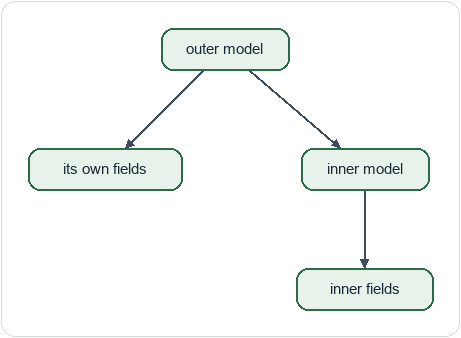 outer model
its own fields
inner model
inner fields